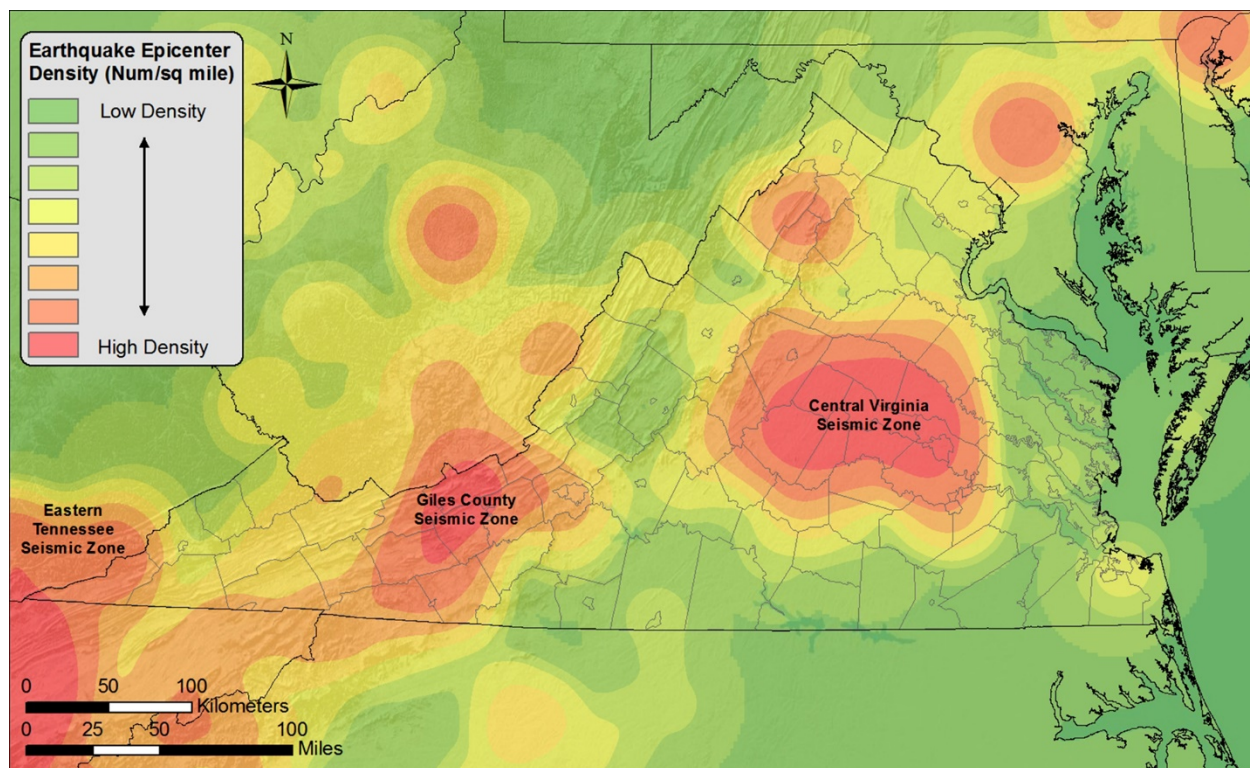 Earthquake Epicenter
Density (Num/sq mile)
Low Density
High Density
N
Central Virginia
Seismic Zone
Giles County
Seismic Zone
Eastern
Tennessee
Seismic Zone
0 50 100
Kilometers
0 25 50 100
Miles